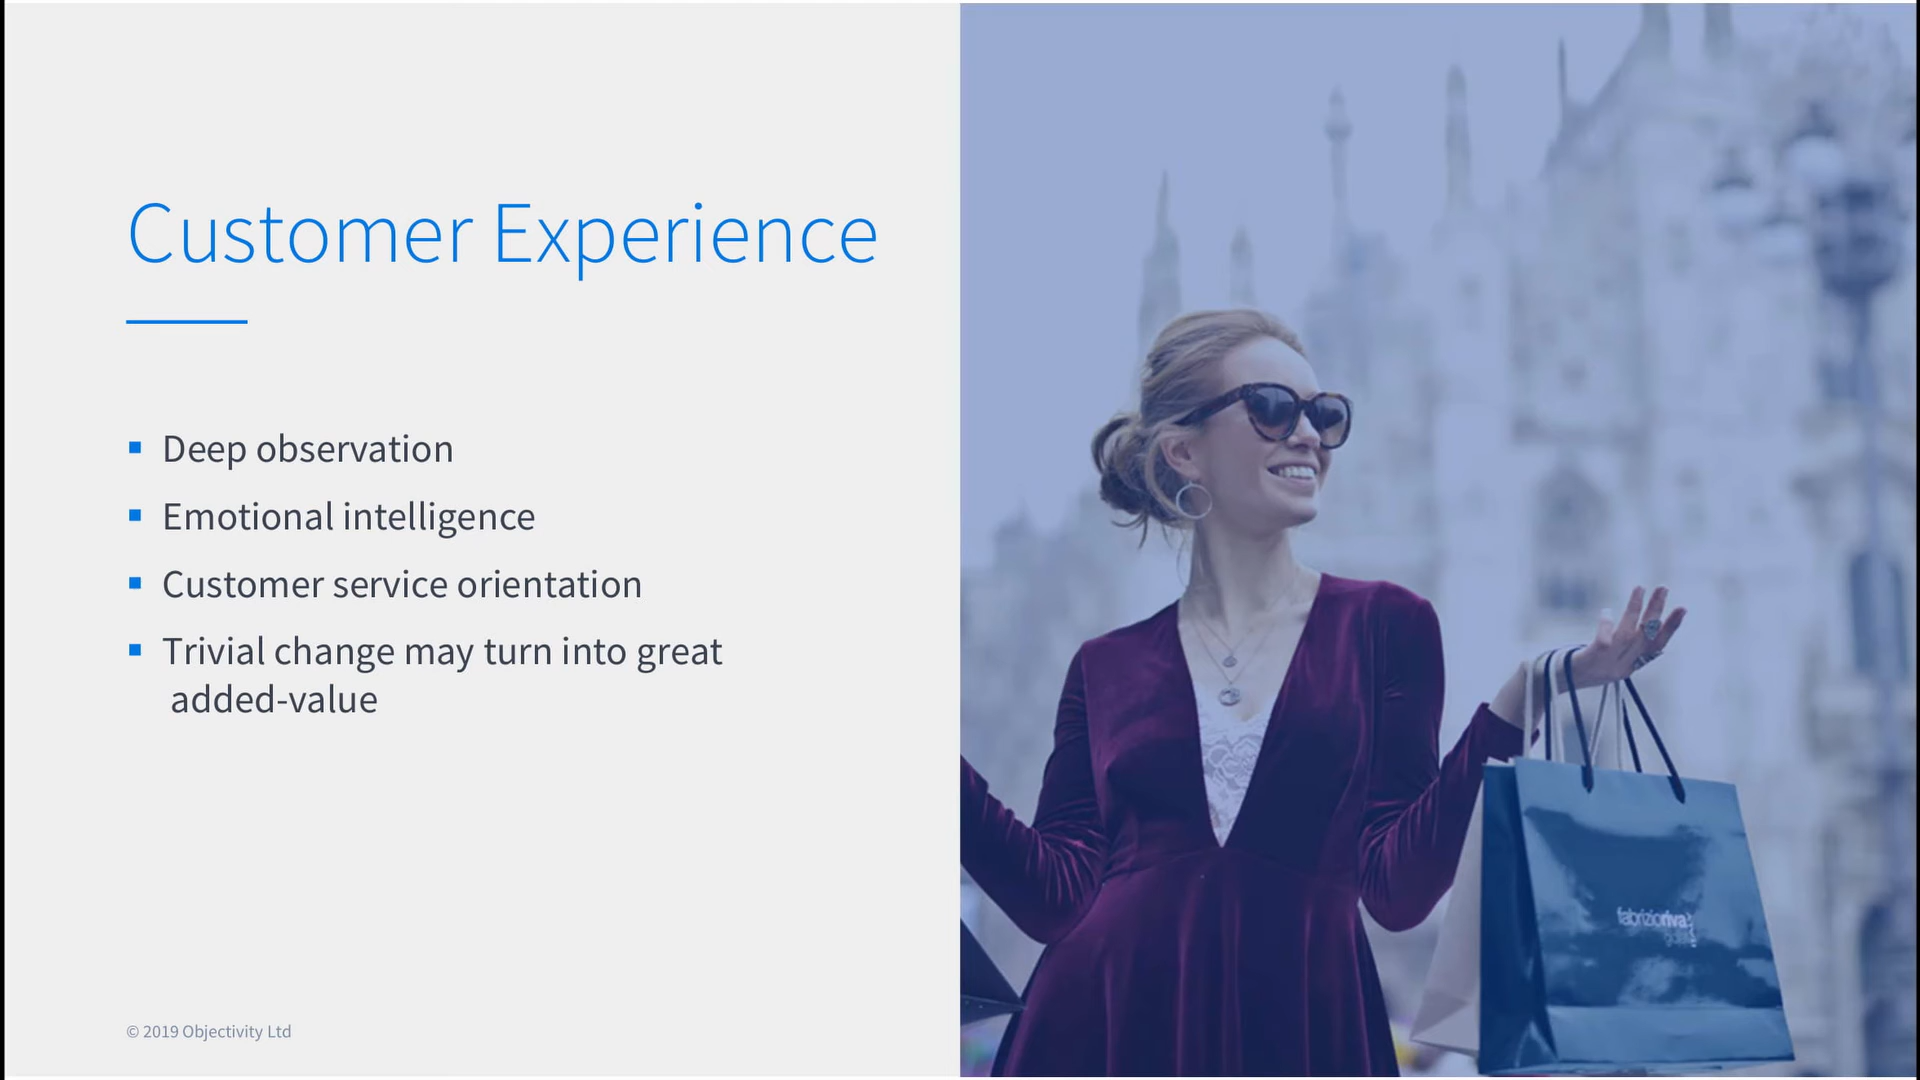 Customer Experience
Deep observation
Emotional intelligence
Customer service orientation
Trivial change may turn into great
added-value
© 2019 Objectivity Ltd
fabrizioriva